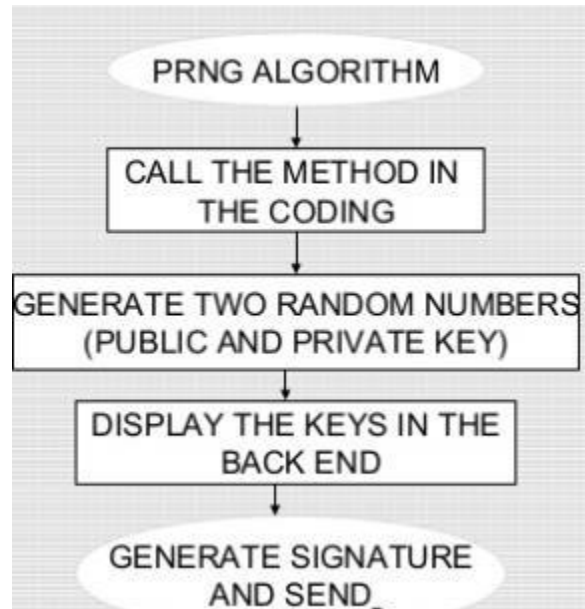 PRNG ALGORITHM
CALL THE METHOD IN
THE CODING
GENERATE TWO RANDOM NUMBERS
(PUBLIC AND PRIVATE KEY)
DISPLAY THE KEYS IN THE
BACK END
GENERATE SIGNATURE
AND SEND_